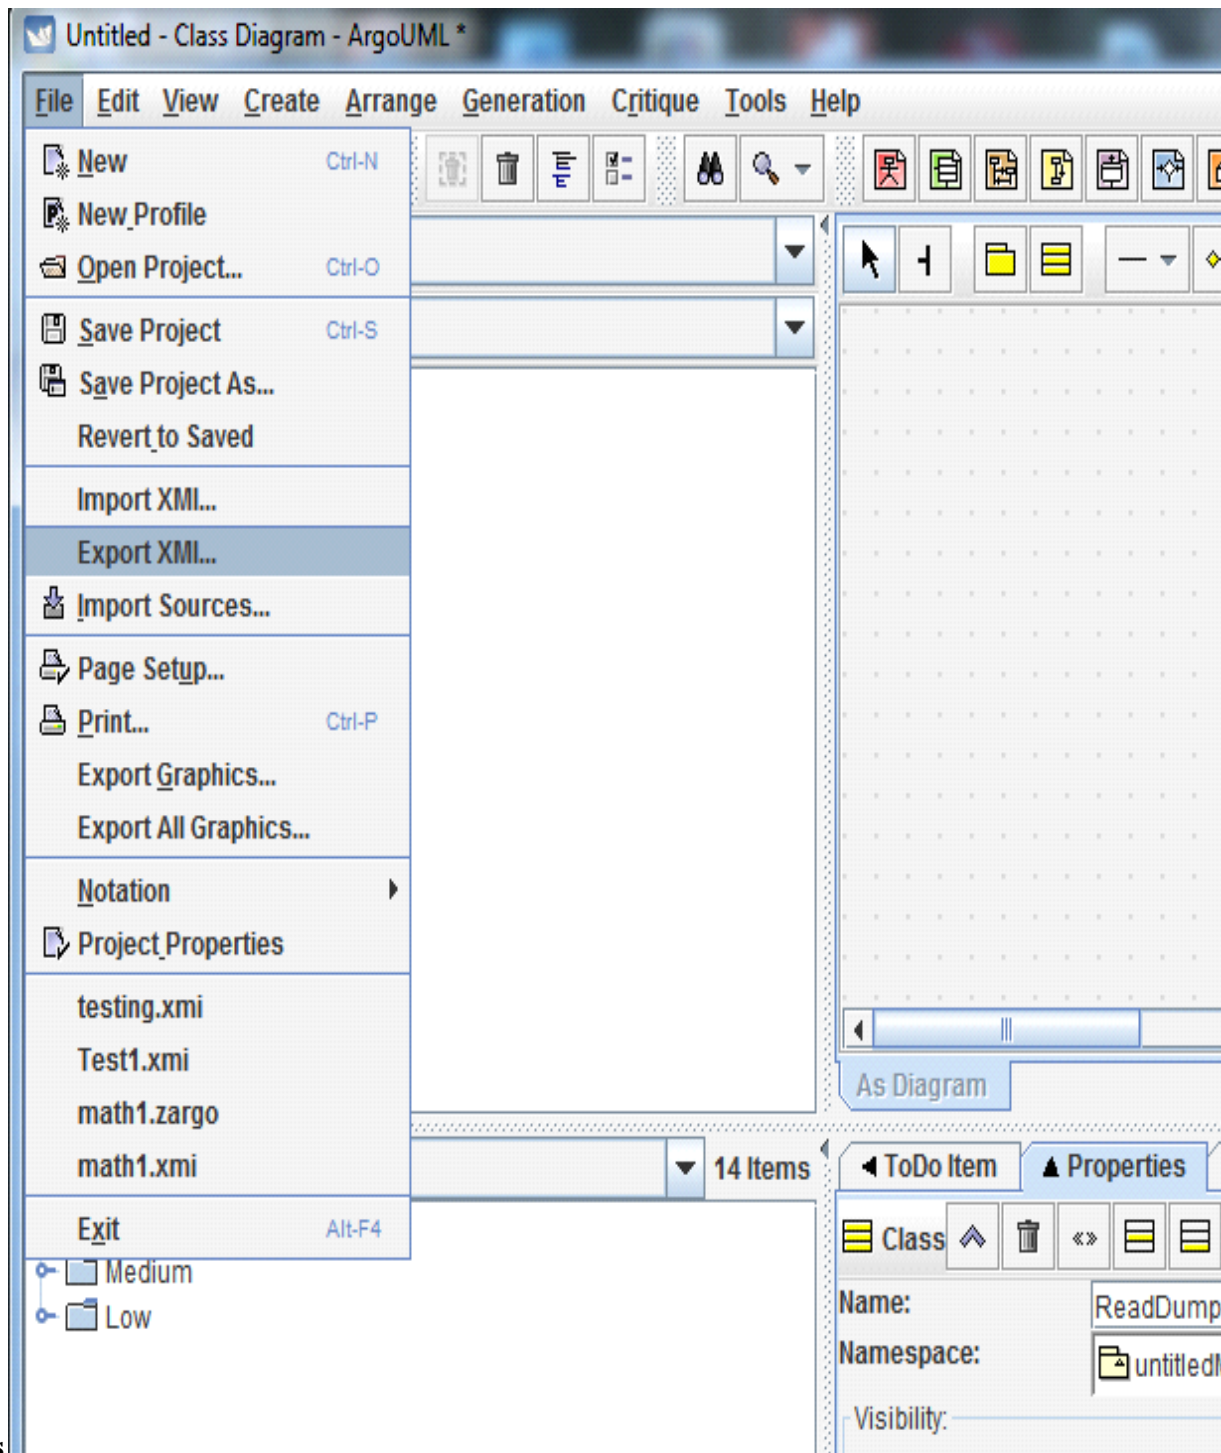 Untitled - Class Diagram - ArgoUML *
File Edit View Create Arrange Generation Critique Tools Help
New Ctrl-N
New Profile
Open Project... Ctrl-O
Save Project Ctrl-S
Save Project As...
Revert to Saved
Import XMI...
Export XMI...
Import Sources...
Page Setup...
Print... Ctrl-P
Export Graphics...
Export All Graphics...
Notation
Project Properties
testing.xmi
Test1.xmi
math1.zargo
math1.xmi
Exit Alt-F4
As Diagram
14 Items
Medium
Low
ToDo Item Properties
Class
Name: ReadDump
Namespace: untitled
Visibility: